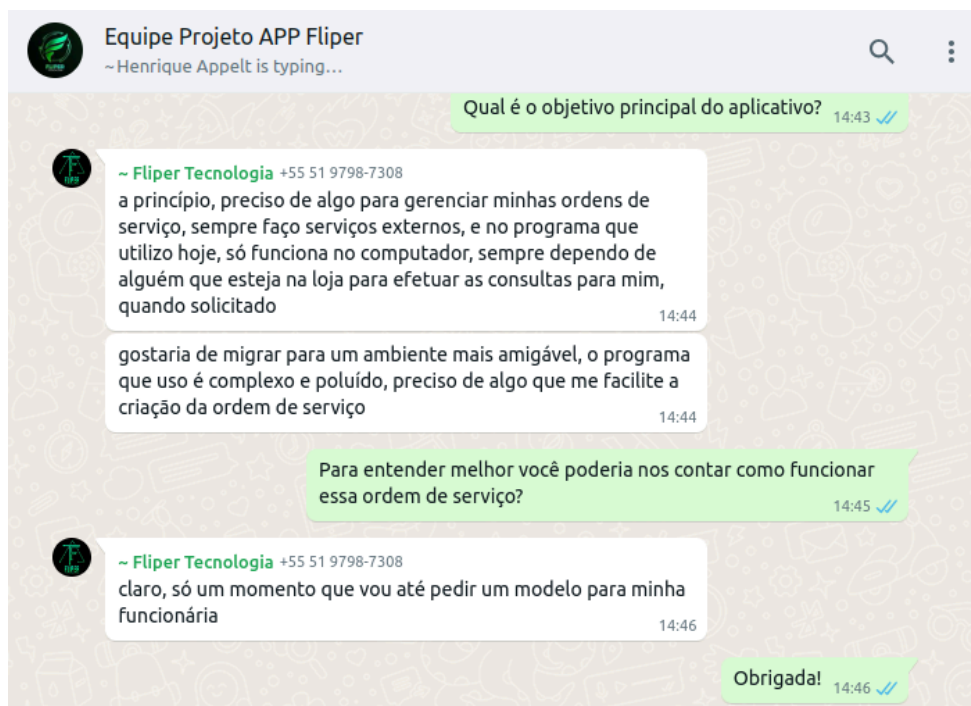 Equipe Projeto APP Fliper
~Henrique Appelt is typing...
Qual é o objetivo principal do aplicativo?
14:43
~ Fliper Tecnologia +55 51 9798-7308
a princípio, preciso de algo para gerenciar minhas ordens de
serviço, sempre faço serviços externos, e no programa que
utilizo hoje, só funciona no computador, sempre dependo de
alguém que esteja na loja para efetuar as consultas para mim,
quando solicitado
14:44
gostaria de migrar para um ambiente mais amigável, o programa
que uso é complexo e poluído, preciso de algo que me facilite a
criação da ordem de serviço
14:44
Para entender melhor você poderia nos contar como funcionar
essa ordem de serviço?
14:45
~ Fliper Tecnologia +55 51 9798-7308
claro, só um momento que vou até pedir um modelo para minha
funcionária
14:46
Obrigada!
14:46